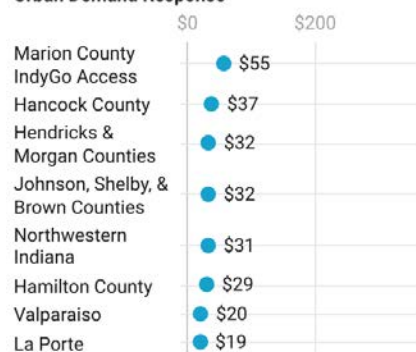 Urban Demand Response
$0 $200
Marion County
IndyGo Access $55
Hancock County $37
Hendricks &
Morgan Counties $32
Johnson, Shelby, &
Brown Counties $32
Northwestern
Indiana $31
Hamilton County $29
Valparaiso $20
La Porte $19